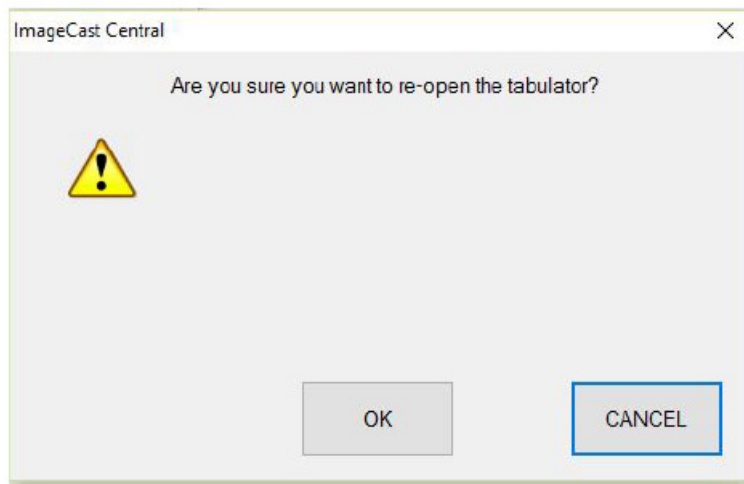 ImageCast Central
Are you sure you want to re-open the tabulator?
OK
CANCEL